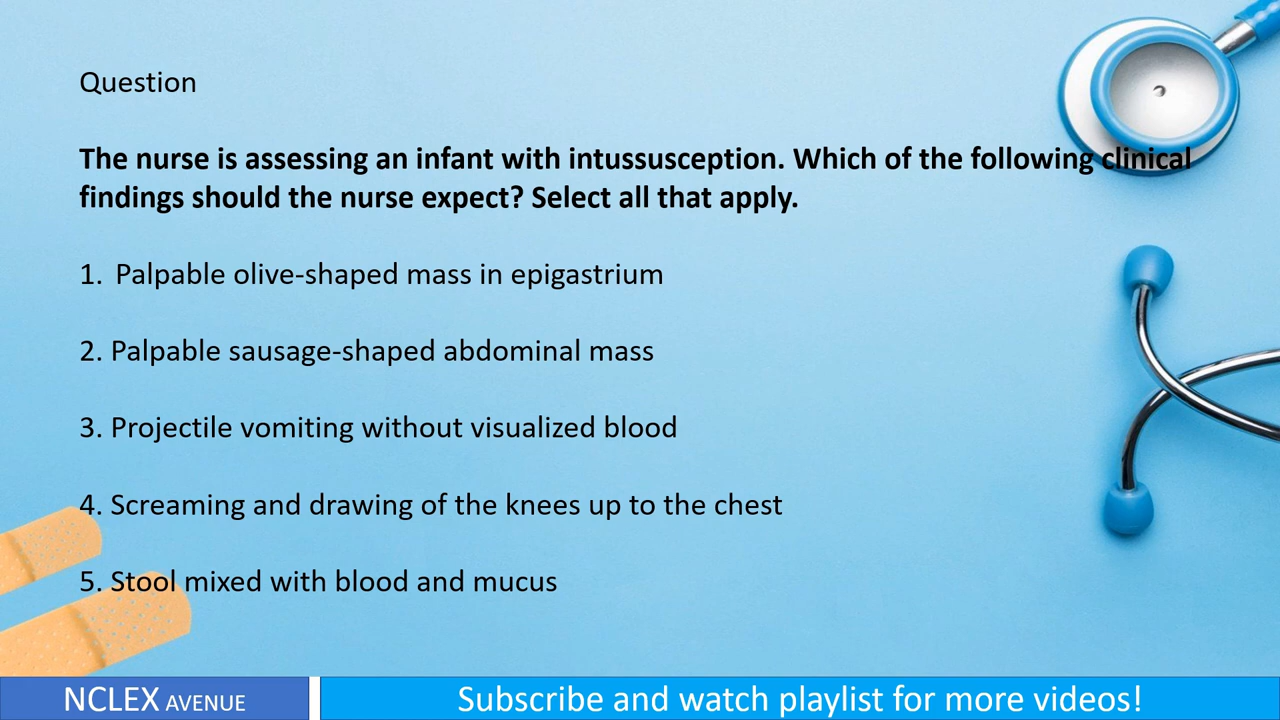 Question
The nurse is assessing an infant with intussusception. Which of the following clinical
findings should the nurse expect? Select all that apply.
1. Palpable olive-shaped mass in epigastrium
2. Palpable sausage-shaped abdominal mass
3. Projectile vomiting without visualized blood
4. Screaming and drawing of the knees up to the chest
5. Stool mixed with blood and mucus
NCLEX AVENUE
Subscribe and watch playlist for more videos!